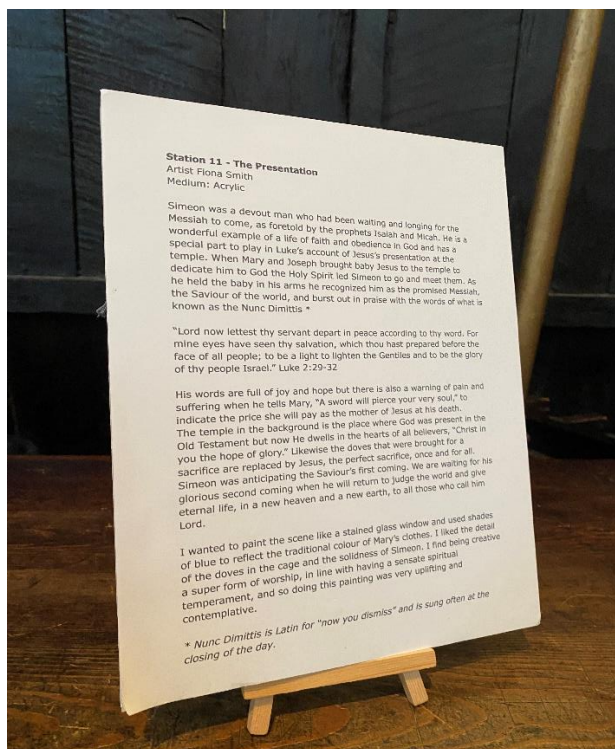 Station 11 - The Presentation
Artist Fiona Smith
Medium: Acrylic
Simeon was a devout man who had been waiting and longing for the
Messiah to come, as foretold by the prophets Isaiah and Micah. He is a
wonderful example of a life of faith and obedience in God and has a
special part to play in Luke's account of Jesus's presentation at the
temple. When Mary and Joseph brought baby Jesus to the temple to
dedicate him to God the Holy Spirit led Simeon to go and meet them. As
he held the baby in his arms he recognized him as the promised Messiah,
the Saviour of the world, and burst out in praise with the words of what is
known as the Nunc Dimittis *
"Lord now lettest thy servant depart in peace according to thy word. For
mine eyes have seen thy salvation, which thou hast prepared before the
face of all people; to be a light to lighten the Gentiles and to be the glory
of thy people Israel." Luke 2:29-32
His words are full of joy and hope but there is also a warning of pain and
suffering when he tells Mary, "A sword will pierce your very soul," to
indicate the price she will pay as the mother of Jesus at his death.
The temple in the background is the place where God was present in the
Old Testament but now He dwells in the hearts of all believers, "Christ in
you the hope of glory." Likewise the doves that were brought for a
sacrifice are replaced by Jesus, the perfect sacrifice, once and for all.
Simeon was anticipating the Saviour's first coming. We are waiting for his
glorious second coming when he will return to judge the world and give
eternal life, in a new heaven and a new earth, to all those who call him
Lord.
I wanted to paint the scene like a stained glass window and used shades
of blue to reflect the traditional colour of Mary's clothes. I liked the detail
of the doves in the cage and the solidness of Simeon. I find being creative
a super form of worship, in line with having a sensate spiritual
temperament, and so doing this painting was very uplifting and
contemplative.
* Nunc Dimittis is Latin for "now you dismiss" and is sung often at the
closing of the day.